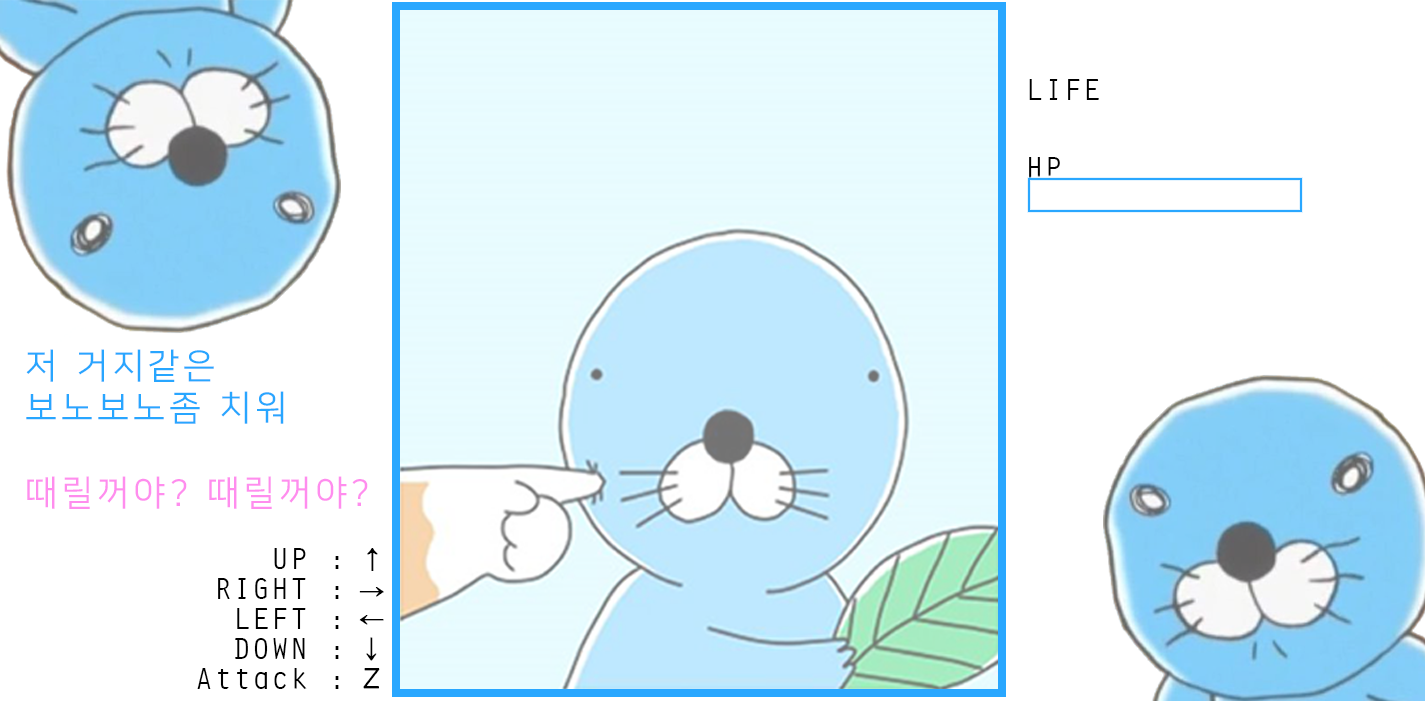 저 거지같은
보노보노좀 치워
때릴꺼야? 때릴꺼야?
UP : ↑
RIGHT : →
LEFT : ←
DOWN : ↓
Attack : Z
LIFE
HP